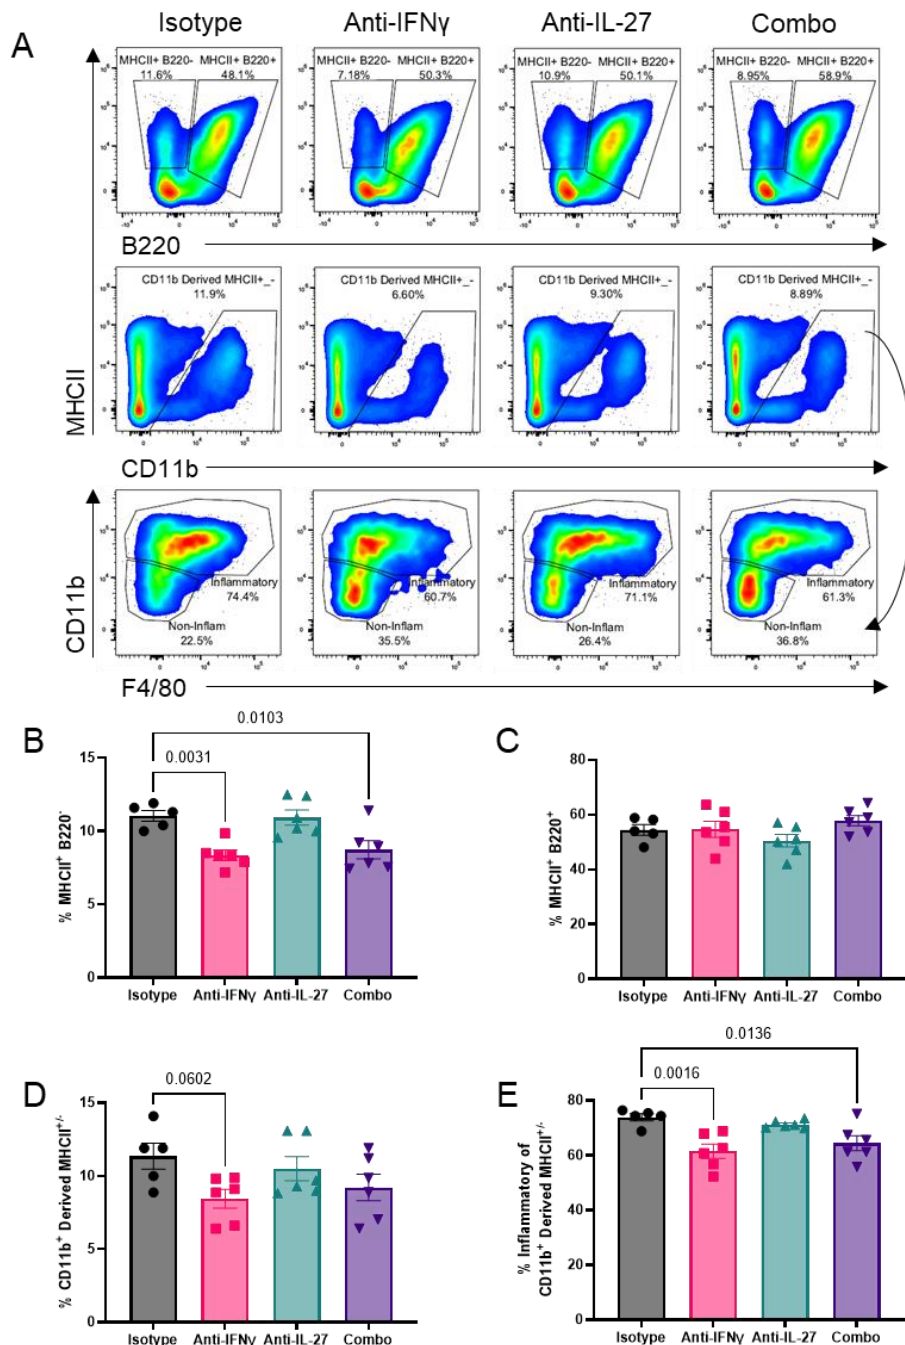 Isotype Anti-IFNγ Anti-IL-27 Combo
A
MHCII+ B220- MHCII+ B220+
11.6% 48.1%
MHCII+ B220- MHCII+ B220+
7.18% 50.3%
MHCII+ B220- MHCII+ B220+
10.9% 50.1%
MHCII+ B220- MHCII+ B220+
8.95% 58.9%
B220
MHCII
CD11b Derived MHCII+_-
11.9%
CD11b Derived MHCII+_-
6.60%
CD11b Derived MHCII+_-
9.30%
CD11b Derived MHCII+_-
8.89%
CD11b
CD11b
Inflammatory
74.4%
Non-Inflam
22.5%
Inflammatory
60.7%
Non-Inflam
35.5%
Inflammatory
71.1%
Non-Inflam
26.4%
Inflammatory
61.3%
Non-Inflam
36.8%
F4/80
B
0.0103
0.0031
% MHCII⁺ B220⁻
15
10
5
0
Isotype Anti-IFNγ Anti-IL-27 Combo
C
% MHCII⁺ B220⁺
80
60
40
20
0
Isotype Anti-IFNγ Anti-IL-27 Combo
D
0.0602
% CD11b⁺ Derived MHCII⁺/⁻
15
10
5
0
Isotype Anti-IFNγ Anti-IL-27 Combo
E
0.0136
0.0016
% Inflammatory of
CD11b⁺ Derived MHCII⁺/⁻
80
60
40
20
0
Isotype Anti-IFNγ Anti-IL-27 Combo